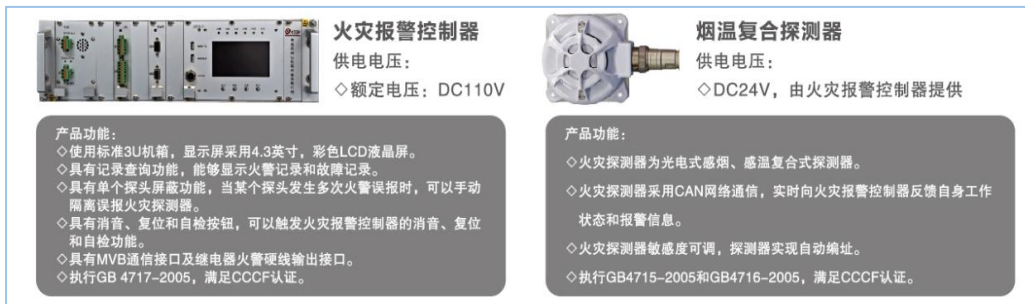 火灾报警控制器
供电电压：
◇额定电压：DC110V
产品功能：
◇使用标准3U机箱，显示屏采用4.3英寸，彩色LCD液晶屏。
◇具有记录查询功能，能够显示火警记录和故障记录。
◇具有单个探头屏蔽功能，当某个探头发生多次火警误报时，可以手动
隔离误报火灾探测器。
◇具有消音、复位和自检按钮，可以触发火灾报警控制器的消音、复位
和自检功能。
◇具有MVB通信接口及继电器火警硬线输出接口。
◇执行GB 4717-2005，满足CCCF认证。
烟温复合探测器
供电电压：
◇DC24V，由火灾报警控制器提供
产品功能：
◇火灾探测器为光电式感烟、感温复合式探测器。
◇火灾探测器采用CAN网络通信，实时向火灾报警控制器反馈自身工作
状态和报警信息。
◇火灾探测器敏感度可调，探测器实现自动编址。
◇执行GB4715-2005和GB4716-2005，满足CCCF认证。